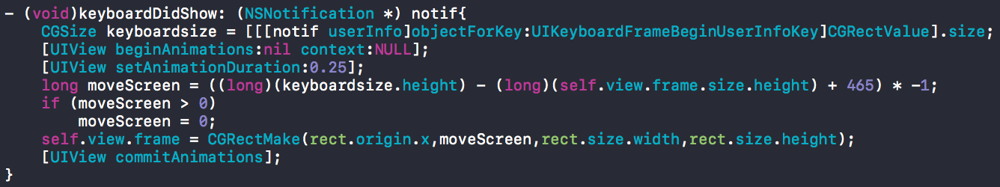 - (void)keyboardDidShow: (NSNotification *) notif{
    CGSize keyboardsize = [[[notif userInfo]objectForKey:UIKeyboardFrameBeginUserInfoKey]CGRectValue].size;
    [UIView beginAnimations:nil context:NULL];
    [UIView setAnimationDuration:0.25];
    long moveScreen = ((long)(keyboardsize.height) - (long)(self.view.frame.size.height) + 465) * -1;
    if (moveScreen > 0)
        moveScreen = 0;
    self.view.frame = CGRectMake(rect.origin.x,moveScreen,rect.size.width,rect.size.height);
    [UIView commitAnimations];
}